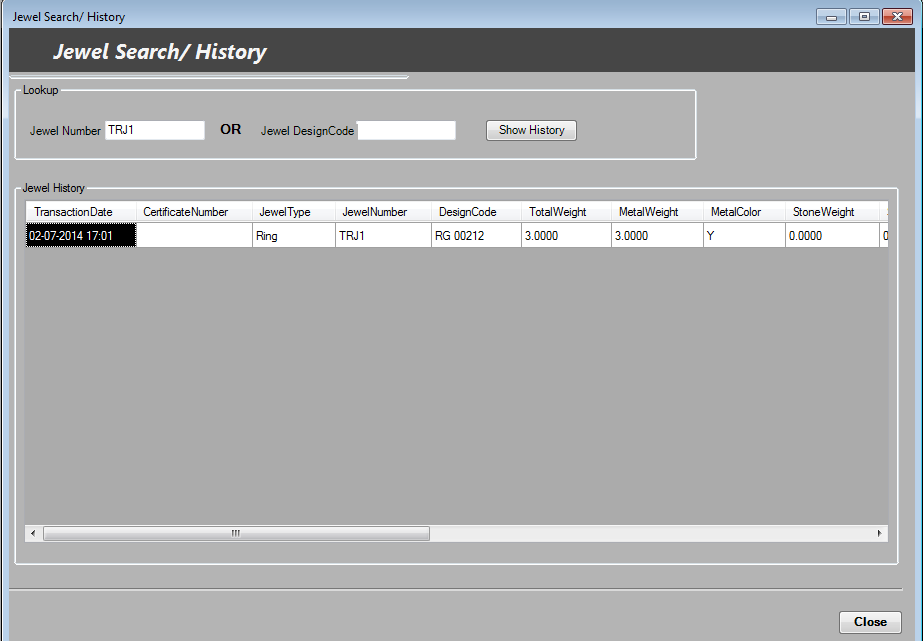 Jewel Search/ History
Jewel Search/ History
Lookup
Jewel Number TRJ1 OR Jewel DesignCode Show History
Jewel History
TransactionDate CertificateNumber JewelType JewelNumber DesignCode TotalWeight MetalWeight MetalColor StoneWeight
02-07-2014 17:01 Ring TRJ1 RG 00212 3.0000 3.0000 Y 0.0000 0
Close